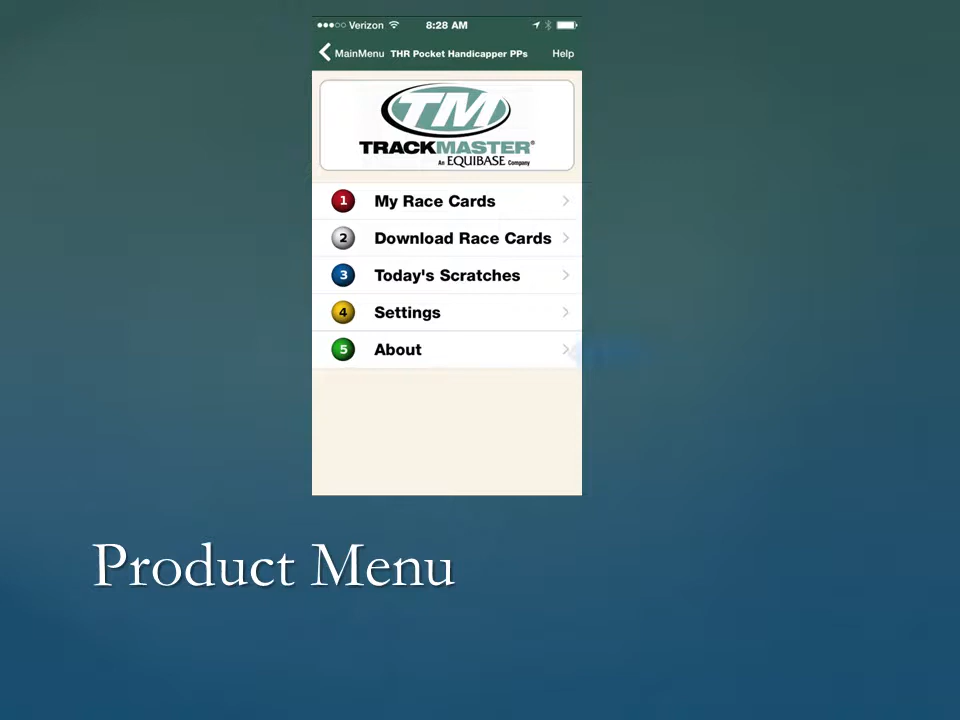 Verizon 8:28 AM
MainMenu THR Pocket Handicapper PPs Help
TM
TRACKMASTER®
An EQUIBASE Company
1 My Race Cards
2 Download Race Cards
3 Today's Scratches
4 Settings
5 About
Product Menu